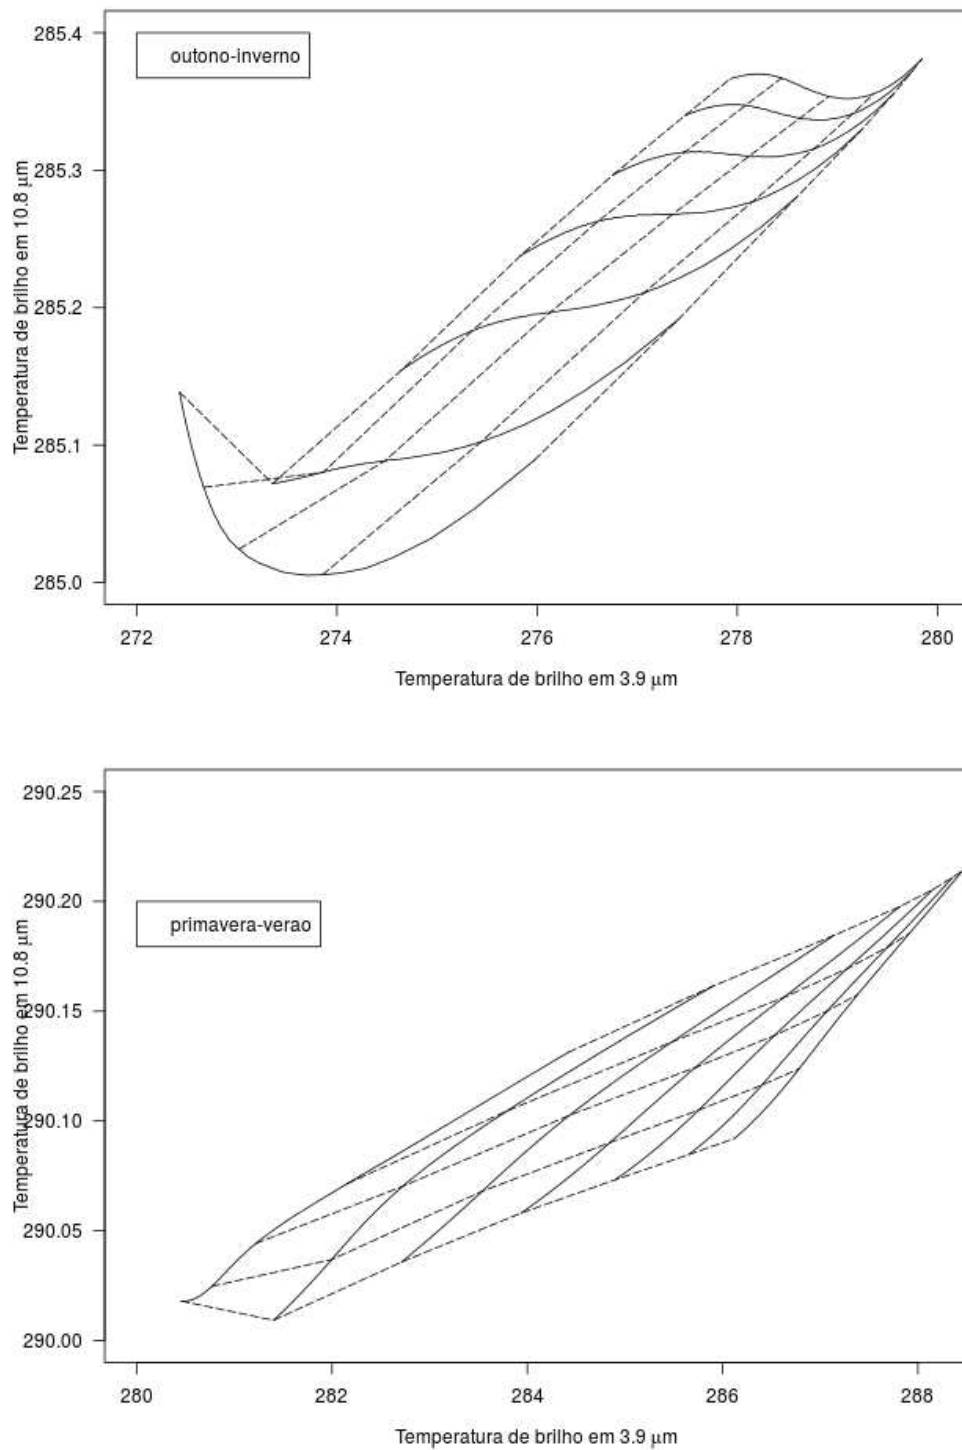 285.4
285.3
285.2
285.1
285.0
Temperatura de brilho em 10.8 μm
outono-inverno
272 274 276 278 280
Temperatura de brilho em 3.9 μm
290.25
290.20
290.15
290.10
290.05
290.00
Temperatura de brilho em 10.8 μm
primavera-verao
280 282 284 286 288
Temperatura de brilho em 3.9 μm